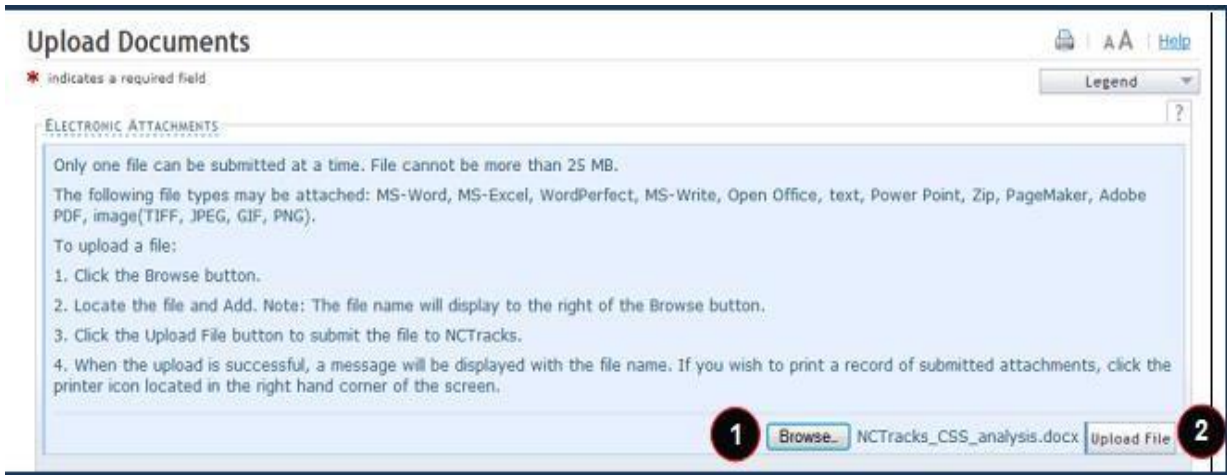 Upload Documents
AA Help
* indicates a required field
Legend
?
ELECTRONIC ATTACHMENTS
Only one file can be submitted at a time. File cannot be more than 25 MB.
The following file types may be attached: MS-Word, MS-Excel, WordPerfect, MS-Write, Open Office, text, Power Point, Zip, PageMaker, Adobe
PDF, image(TIFF, JPEG, GIF, PNG).
To upload a file:
1. Click the Browse button.
2. Locate the file and Add. Note: The file name will display to the right of the Browse button.
3. Click the Upload File button to submit the file to NCTracks.
4. When the upload is successful, a message will be displayed with the file name. If you wish to print a record of submitted attachments, click the
printer icon located in the right hand corner of the screen.
1 Browse... NCTracks_CSS_analysis.docx Upload File 2